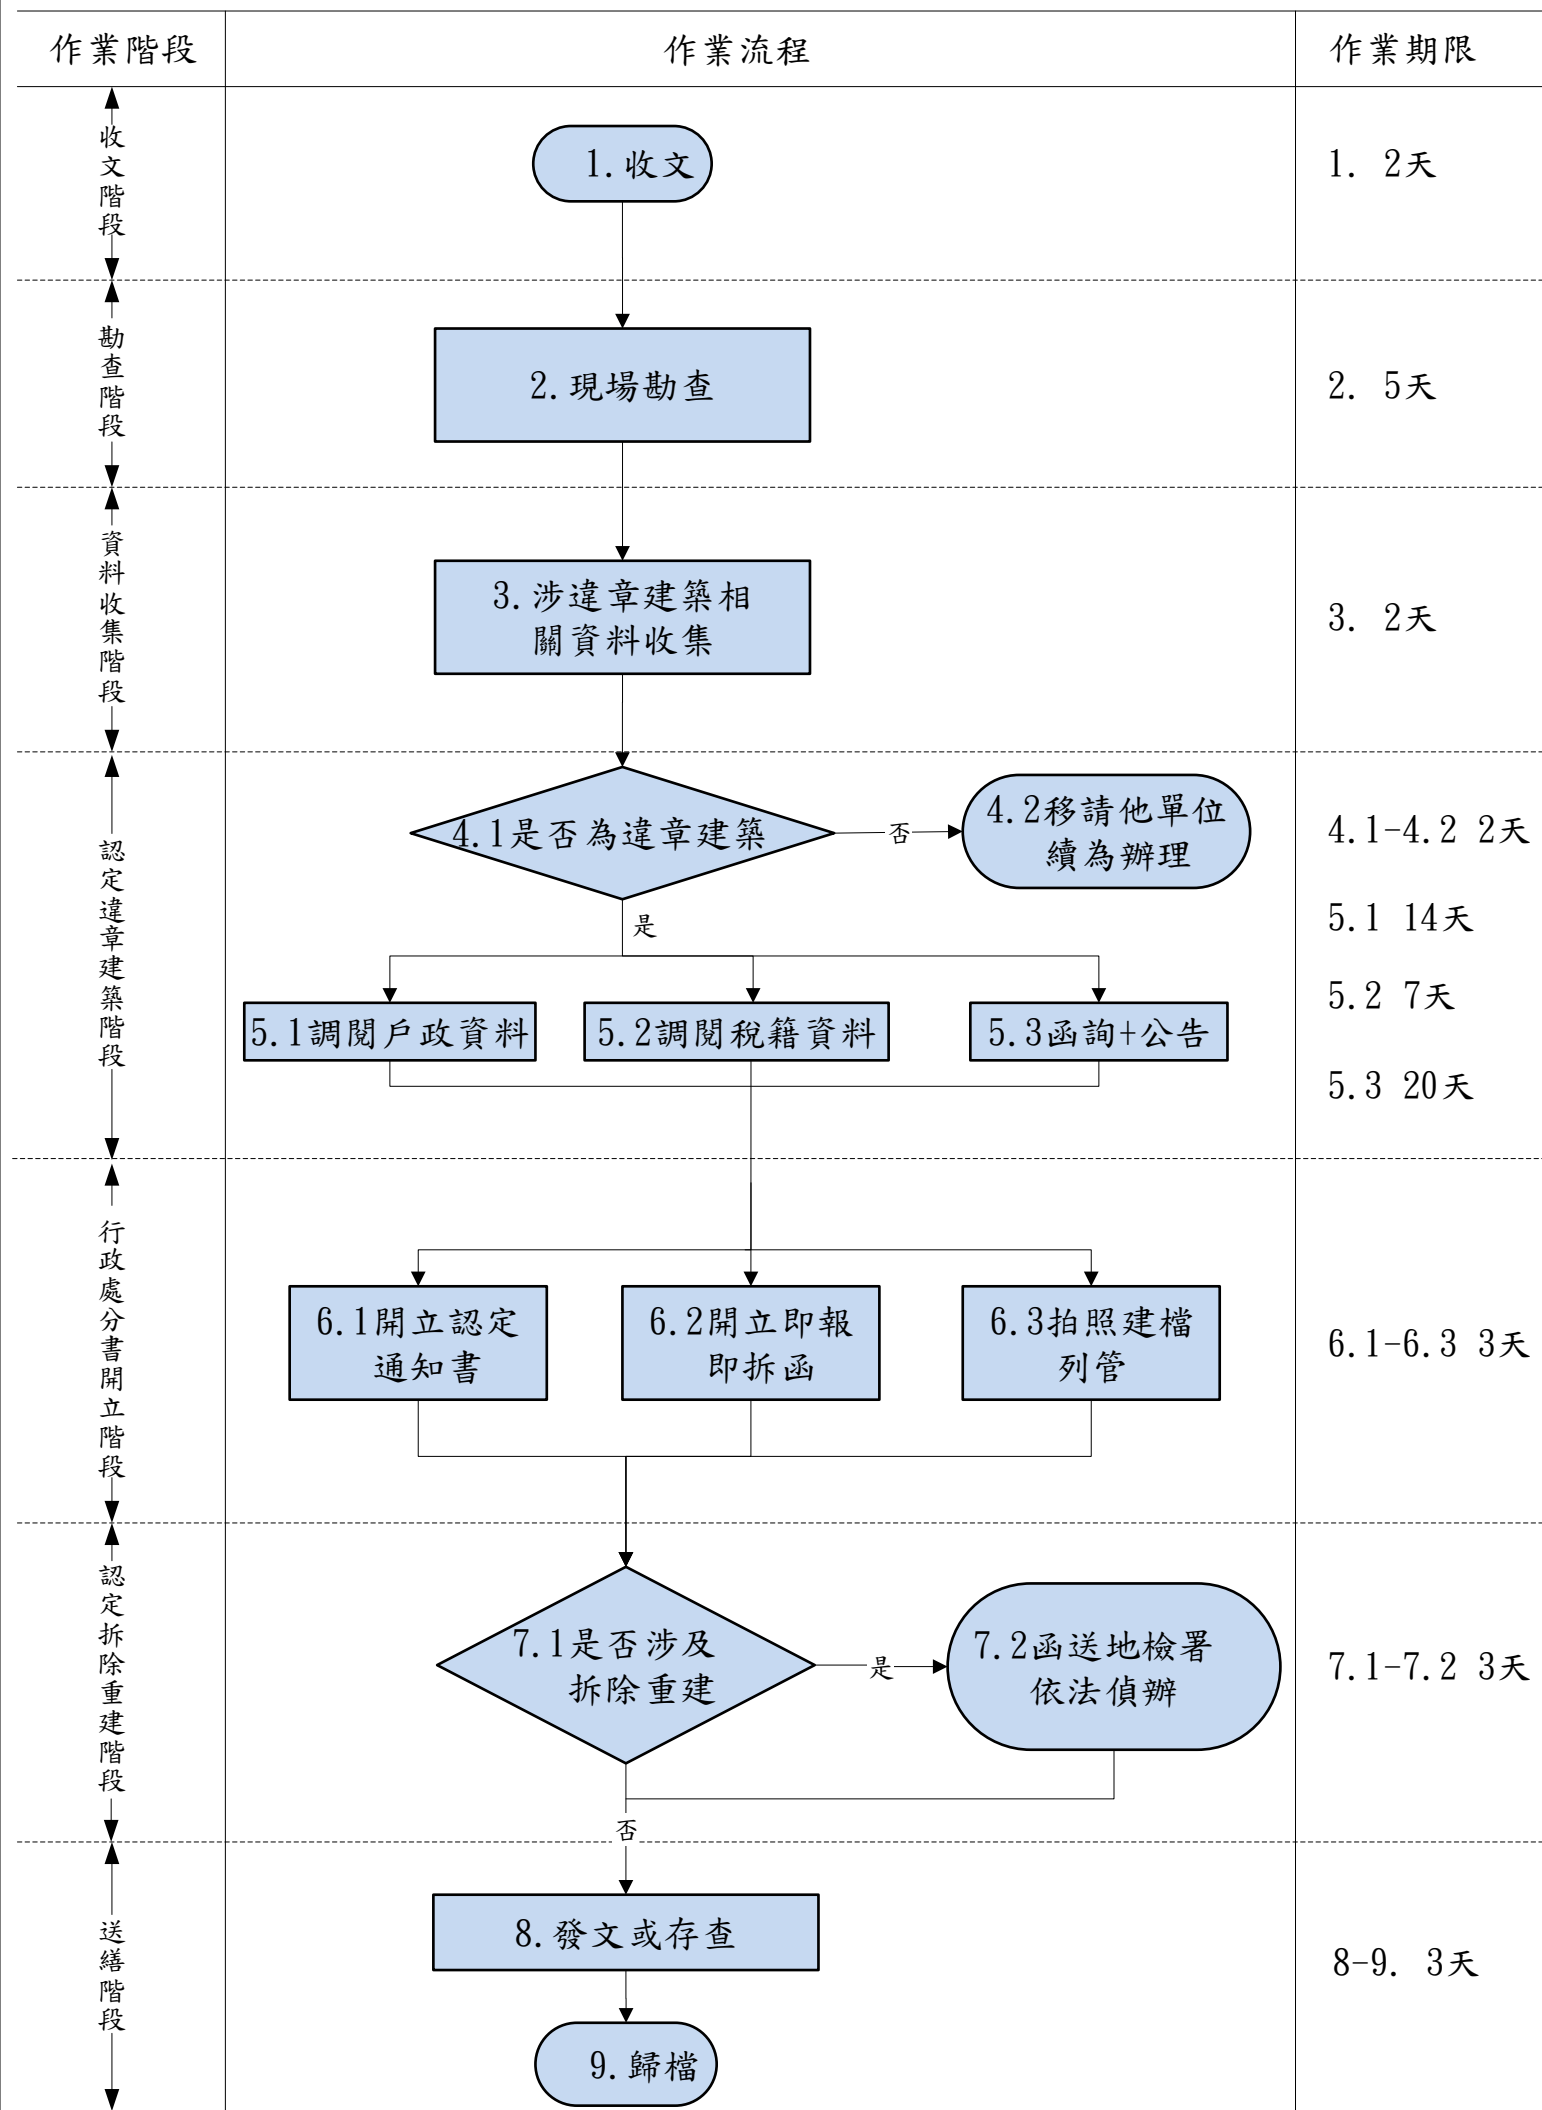 作業階段
作業流程
作業期限
收文階段
1.收文
1. 2天
勘查階段
2.現場勘查
2. 5天
資料收集階段
3.涉違章建築相
關資料收集
3. 2天
認定違章建築階段
4.1是否為違章建築
否
4.2移請他單位
續為辦理
4.1-4.2 2天
是
5.1 14天
5.2 7天
5.1調閱戶政資料
5.2調閱稅籍資料
5.3函詢+公告
5.3 20天
行政處分書開立階段
6.1開立認定
通知書
6.2開立即報
即拆函
6.3拍照建檔
列管
6.1-6.3 3天
認定拆除重建階段
7.1是否涉及
拆除重建
是
7.2函送地檢署
依法偵辦
7.1-7.2 3天
否
送繕階段
8.發文或存查
8-9. 3天
9.歸檔